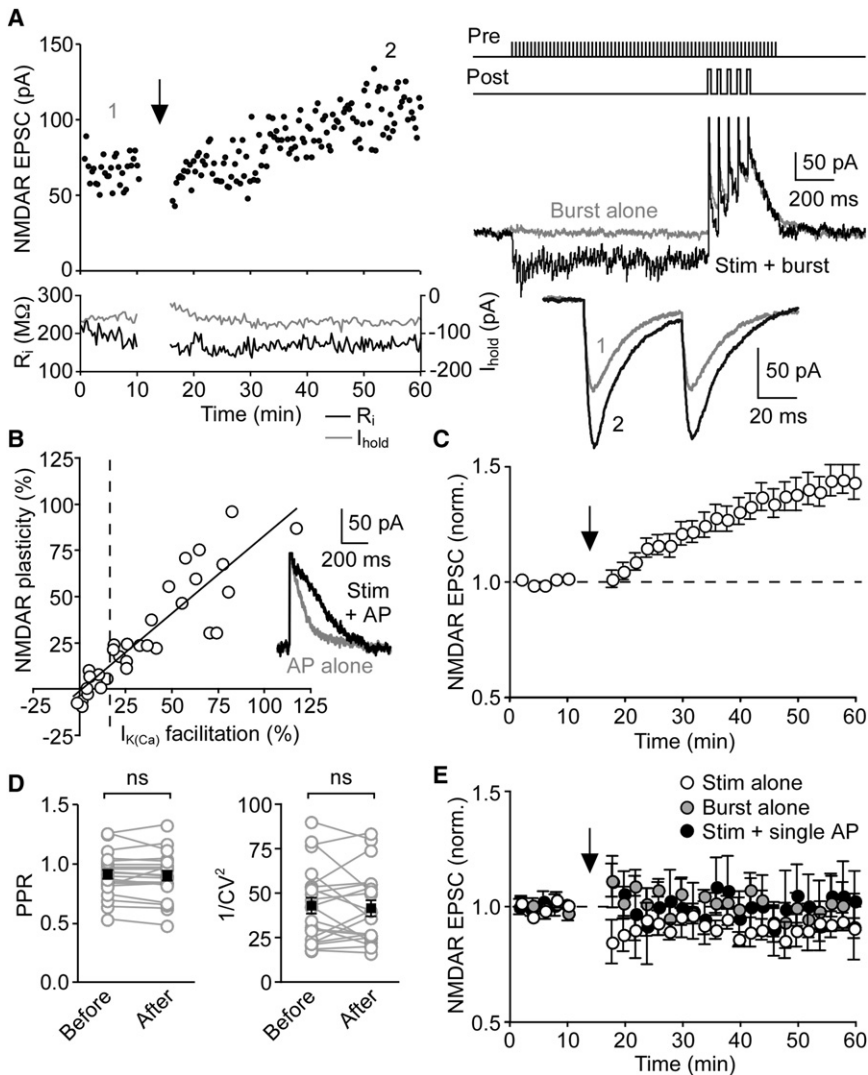 A
NMDAR EPSC (pA)
150
100
50
0
1
2
Rᵢ (MΩ)
300
200
100
0
-100
-200
I_hold (pA)
0 10 20 30 40 50 60
Time (min)
Rᵢ
I_hold
Pre
Post
50 pA
200 ms
Burst alone
Stim + burst
1
2
50 pA
20 ms
B
NMDAR plasticity (%)
125
100
75
50
25
-25
-25 25 50 75 100 125
I_K(Ca) facilitation (%)
50 pA
200 ms
Stim
+ AP
AP alone
C
NMDAR EPSC (norm.)
1.5
1.0
0.5
0 10 20 30 40 50 60
Time (min)
D
ns
PPR
1.5
1.0
0.5
0.0
Before
After
ns
1/CV²
100
75
50
25
0
Before
After
E
Stim alone
Burst alone
Stim + single AP
NMDAR EPSC (norm.)
1.5
1.0
0.5
0 10 20 30 40 50 60
Time (min)